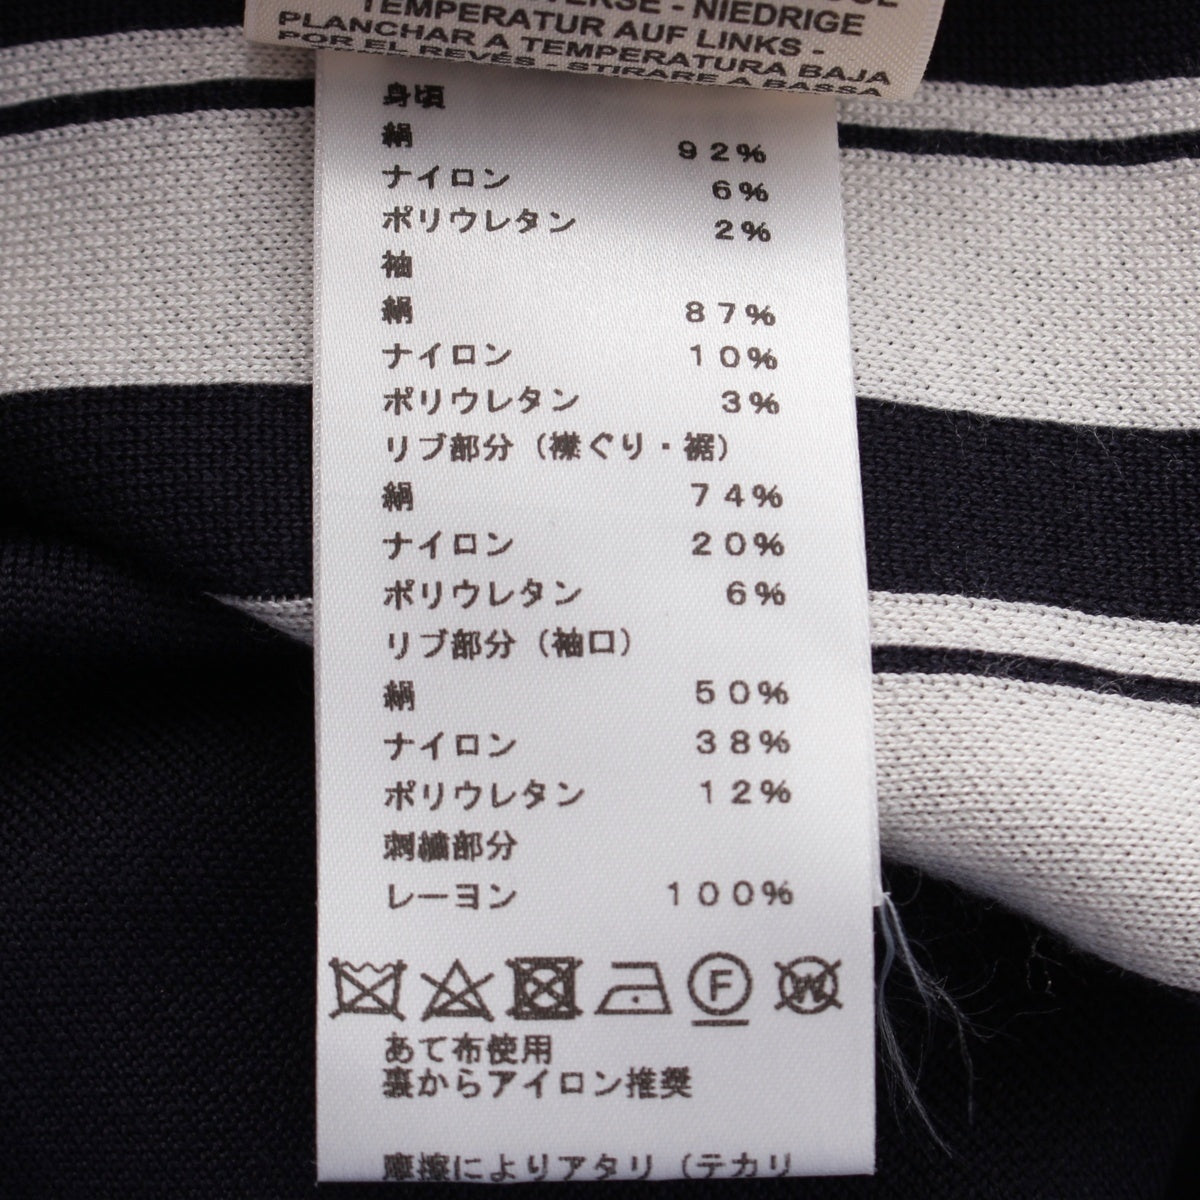 - NIEDRIGE
TEMPERATUR AUF LINKS -
PLANCHAR A TEMPERATURA BAJA
POR EL REVÉS - STIRARE A BASSA
身頃
絹 92%
ナイロン 6%
ポリウレタン 2%
袖
絹 87%
ナイロン 10%
ポリウレタン 3%
リブ部分（襟ぐり・裾）
絹 74%
ナイロン 20%
ポリウレタン 6%
リブ部分（袖口）
絹 50%
ナイロン 38%
ポリウレタン 12%
刺繍部分
レーヨン 100%
F W
あて布使用
裏からアイロン推奨
摩擦によりアタリ（テカリ